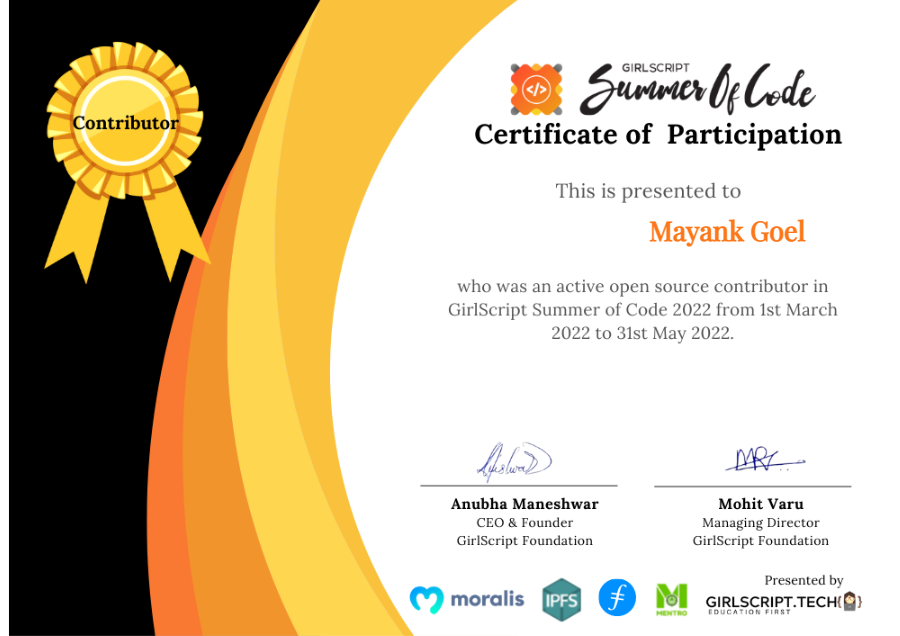 Contributor
GIRLSCRIPT
Summer Of Code
</>
Certificate of Participation
This is presented to
Mayank Goel
who was an active open source contributor in
GirlScript Summer of Code 2022 from 1st March
2022 to 31st May 2022.
Anubha Maneshwar
CEO & Founder
GirlScript Foundation
Mohit Varu
Managing Director
GirlScript Foundation
Presented by
moralis
IPFS
MENTRO
GIRLSCRIPT.TECH{}
EDUCATION FIRST